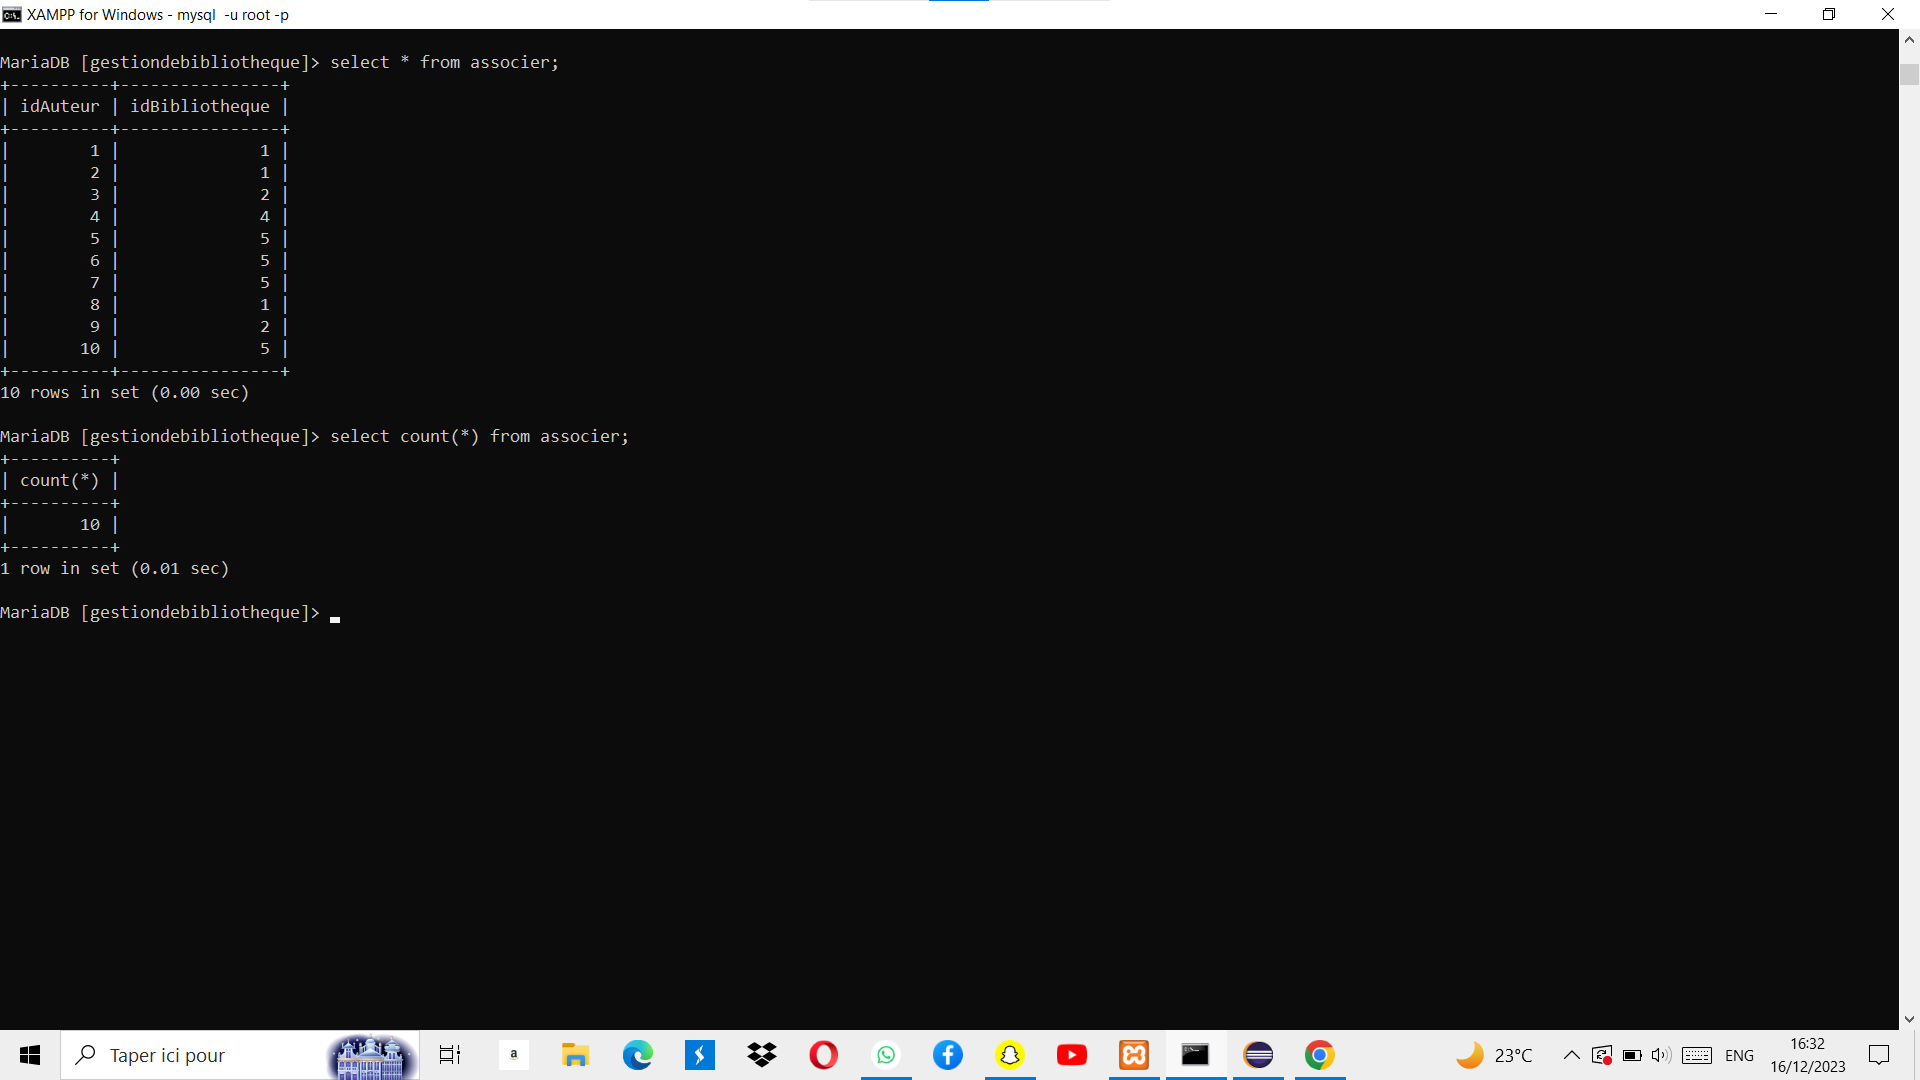 XAMPP for Windows - mysql  -u root -p
MariaDB [gestiondebibliotheque]> select * from associer;
+----------+----------------+
| idAuteur | idBibliotheque |
+----------+----------------+
|        1 |              1 |
|        2 |              1 |
|        3 |              2 |
|        4 |              4 |
|        5 |              5 |
|        6 |              5 |
|        7 |              5 |
|        8 |              1 |
|        9 |              2 |
|       10 |              5 |
+----------+----------------+
10 rows in set (0.00 sec)
MariaDB [gestiondebibliotheque]> select count(*) from associer;
+----------+
| count(*) |
+----------+
|       10 |
+----------+
1 row in set (0.01 sec)
MariaDB [gestiondebibliotheque]>
Taper ici pour
a
23°C
ENG
16:32
16/12/2023